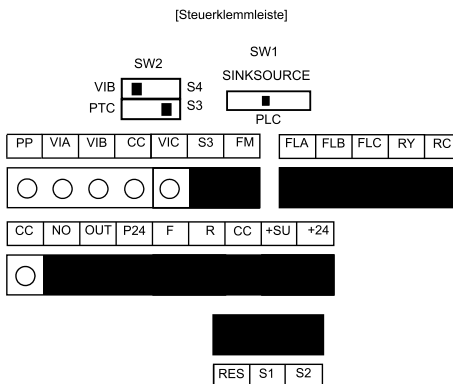 [Steuerklemmleiste]
SW2
SW1
SINKSOURCE
VIB S4
PTC S3
PLC
PP VIA VIB CC VIC S3 FM FLA FLB FLC RY RC
CC NO OUT P24 F R CC +SU +24
RES S1 S2